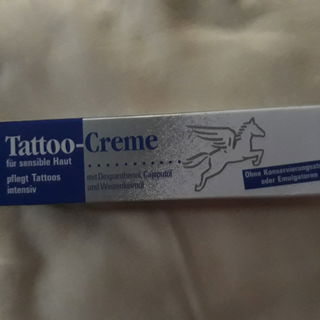 Tattoo-Creme
für sensible Haut
pflegt Tattoos
intensiv
mit Dexpanthenol, Cajeputöl
und Weizenkeimöl
Ohne Konservierungsstoffe
oder Emulgatoren